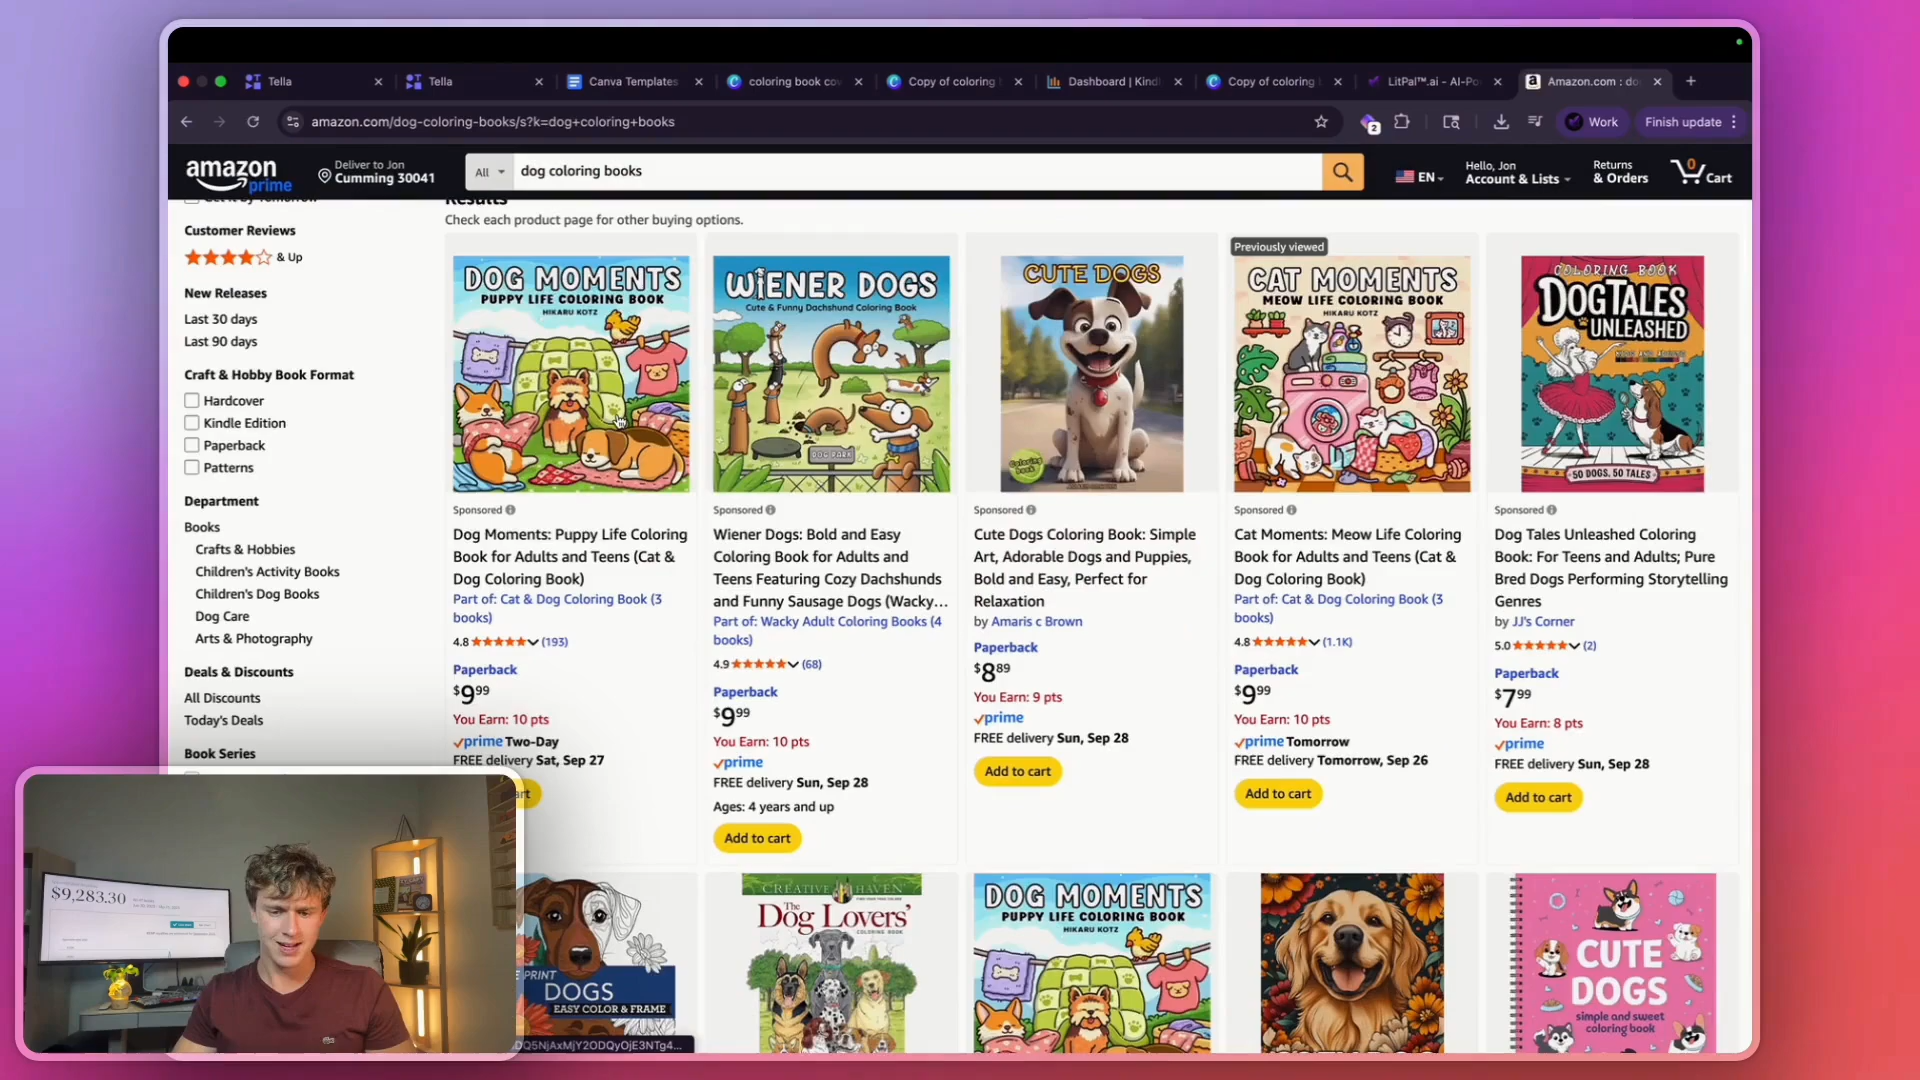 Tella
Tella
Canva Templates
coloring book co
Copy of coloring
Dashboard | Kindl
Copy of coloring
LitPal™.ai - AI-Po
Amazon.com : do
amazon.com/dog-coloring-books/s?k=dog+coloring+books
2
Work
Finish update
amazon
prime
Deliver to Jon
Cumming 30041
All
dog coloring books
EN
Hello, Jon
Account & Lists
Returns
& Orders
0
Cart
Get It by Tomorrow
Customer Reviews
& Up
New Releases
Last 30 days
Last 90 days
Craft & Hobby Book Format
Hardcover
Kindle Edition
Paperback
Patterns
Department
Books
Crafts & Hobbies
Children's Activity Books
Children's Dog Books
Dog Care
Arts & Photography
Deals & Discounts
All Discounts
Today's Deals
Book Series
Results
Check each product page for other buying options.
DOG MOMENTS
PUPPY LIFE COLORING BOOK
HIKARU KOTZ
Sponsored
Dog Moments: Puppy Life Coloring
Book for Adults and Teens (Cat &
Dog Coloring Book)
Part of: Cat & Dog Coloring Book (3
books)
4.8
(193)
Paperback
$9.99
You Earn: 10 pts
prime Two-Day
FREE delivery Sat, Sep 27
WIENER DOGS
Cute & Funny Dachshund Coloring Book
DOG PARK
Sponsored
Wiener Dogs: Bold and Easy
Coloring Book for Adults and
Teens Featuring Cozy Dachshunds
and Funny Sausage Dogs (Wacky…
Part of: Wacky Adult Coloring Books (4
books)
4.9
(68)
Paperback
$9.99
You Earn: 10 pts
prime
FREE delivery Sun, Sep 28
Ages: 4 years and up
Add to cart
CUTE DOGS
Coloring
book
Sponsored
Cute Dogs Coloring Book: Simple
Art, Adorable Dogs and Puppies,
Bold and Easy, Perfect for
Relaxation
by Amaris c Brown
Paperback
$8.89
You Earn: 9 pts
prime
FREE delivery Sun, Sep 28
Add to cart
Previously viewed
CAT MOMENTS
MEOW LIFE COLORING BOOK
HIKARU KOTZ
Sponsored
Cat Moments: Meow Life Coloring
Book for Adults and Teens (Cat &
Dog Coloring Book)
Part of: Cat & Dog Coloring Book (3
books)
4.8
(1.1K)
Paperback
$9.99
You Earn: 10 pts
prime Tomorrow
FREE delivery Tomorrow, Sep 26
Add to cart
COLORING BOOK
DOGTALES
UNLEASHED
50 DOGS, 50 TALES
Sponsored
Dog Tales Unleashed Coloring
Book: For Teens and Adults; Pure
Bred Dogs Performing Storytelling
Genres
by JJ's Corner
5.0
(2)
Paperback
$7.99
You Earn: 8 pts
prime
FREE delivery Sun, Sep 28
Add to cart
$9,283.30
PRINT
DOGS
EASY COLOR & FRAME
DQ5NjAxMjY2ODQyOjE3NTg4...
CREATIVE HAVEN
The
Dog Lovers'
COLORING BOOK
DOG MOMENTS
PUPPY LIFE COLORING BOOK
HIKARU KOTZ
CUTE
DOGS
simple and sweet
coloring book